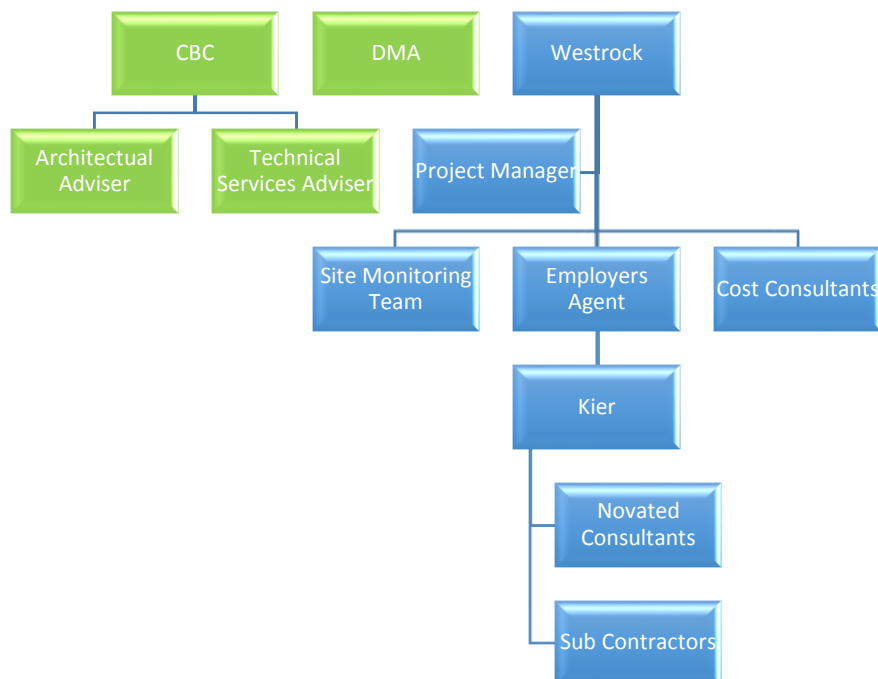 CBC
DMA
Westrock
Architectual
Adviser
Technical
Services Adviser
Project Manager
Site Monitoring
Team
Employers
Agent
Cost Consultants
Kier
Novated
Consultants
Sub Contractors